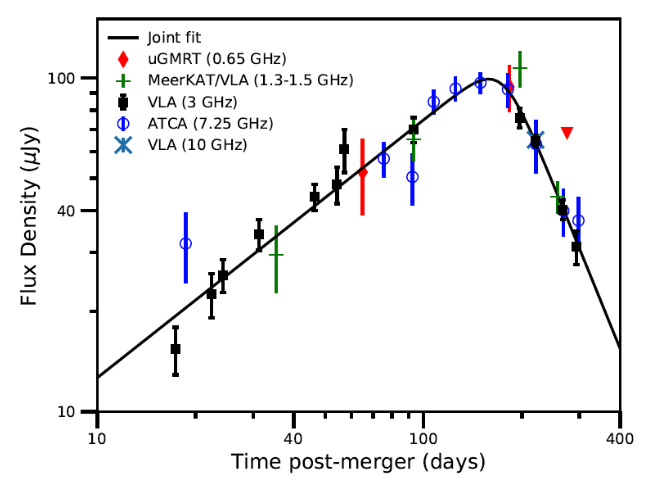 Joint fit
uGMRT (0.65 GHz)
MeerKAT/VLA (1.3-1.5 GHz)
VLA (3 GHz)
ATCA (7.25 GHz)
VLA (10 GHz)
100
40
10
Flux Density (μJy)
10 40 100 400
Time post-merger (days)